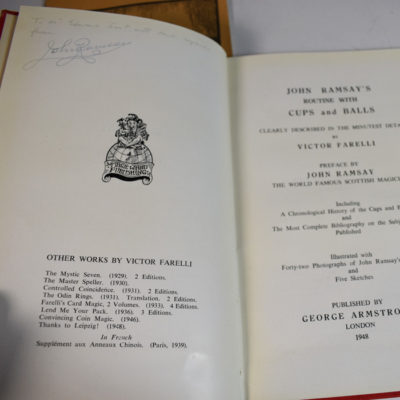 from
John Ramsay
OTHER WORKS BY VICTOR FARELLI
The Mystic Seven. (1929). 2 Editions.
The Master Speller. (1930).
Controlled Coincidence. (1931). 2 Editions.
The Odin Rings. (1931). Translation. 2 Editions.
Farelli's Card Magic, 2 Volumes. (1933). 4 Editions.
Lend Me Your Pack. (1936). 3 Editions.
Convincing Coin Magic. (1946).
Thanks to Leipzig! (1948).
In French
Supplément aux Anneaux Chinois. (Paris, 1939).
JOHN RAMSAY'S
ROUTINE WITH
CUPS and BALLS
CLEARLY DESCRIBED IN THE MINUTEST DETA
BY
VICTOR FARELLI
PREFACE BY
JOHN RAMSAY
THE WORLD FAMOUS SCOTTISH MAGICI
Including
A Chronological History of the Cups and B
and
The Most Complete Bibliography on the Subje
Published
Illustrated with
Forty-two Photographs of John Ramsay's
and
Five Sketches
PUBLISHED BY
GEORGE ARMSTRO
LONDON
1948